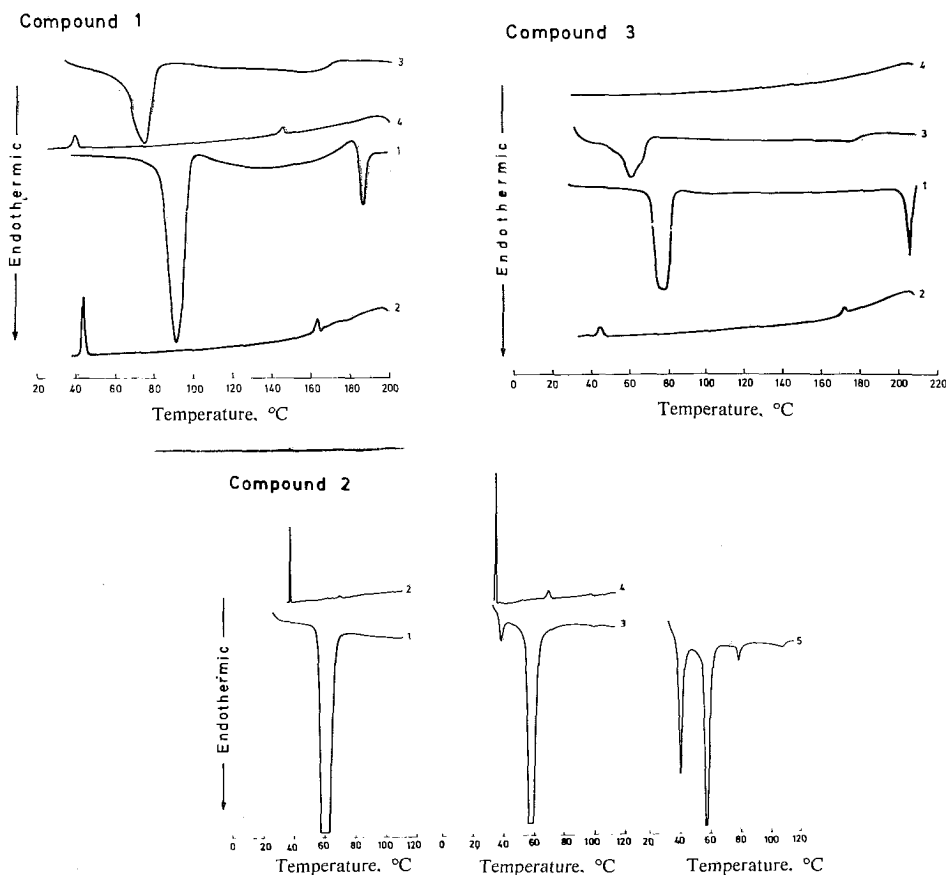 Compound 1
Compound 3
3
4
1
2
Endothermic
20 40 60 80 100 120 140 160 180 200
Temperature, °C
4
3
1
2
Endothermic
0 20 40 60 80 100 120 140 160 180 200 220
Temperature, °C
Compound 2
2
1
4
3
5
Endothermic
0 20 40 60 80 100 120
0 20 40 60 80 100 120
20 40 60 80 100 120
Temperature, °C
Temperature, °C
Temperature, °C